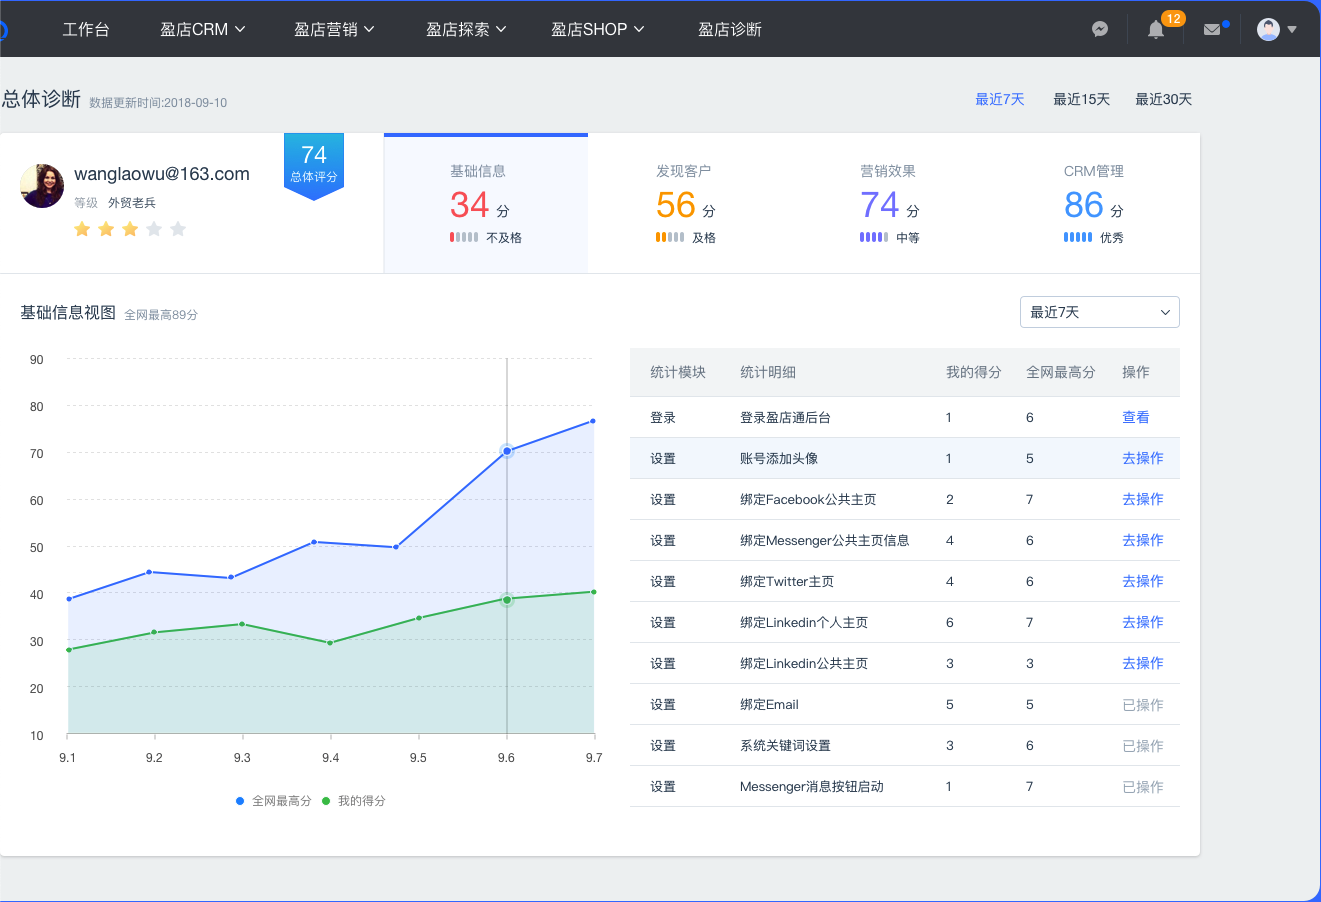 工作台 盈店CRM 盈店营销 盈店探索 盈店SHOP 盈店诊断 12
总体诊断 数据更新时间:2018-09-10 最近7天 最近15天 最近30天
74
总体评分
wanglaowu@163.com
等级 外贸老兵
基础信息
34 分
不及格
发现客户
56 分
及格
营销效果
74 分
中等
CRM管理
86 分
优秀
基础信息视图 全网最高89分 最近7天
90
80
70
60
50
40
30
20
10
9.1 9.2 9.3 9.4 9.5 9.6 9.7
全网最高分 我的得分
统计模块 统计明细 我的得分 全网最高分 操作
登录 登录盈店通后台 1 6 查看
设置 账号添加头像 1 5 去操作
设置 绑定Facebook公共主页 2 7 去操作
设置 绑定Messenger公共主页信息 4 6 去操作
设置 绑定Twitter主页 4 6 去操作
设置 绑定Linkedin个人主页 6 7 去操作
设置 绑定Linkedin公共主页 3 3 去操作
设置 绑定Email 5 5 已操作
设置 系统关键词设置 3 6 已操作
设置 Messenger消息按钮启动 1 7 已操作